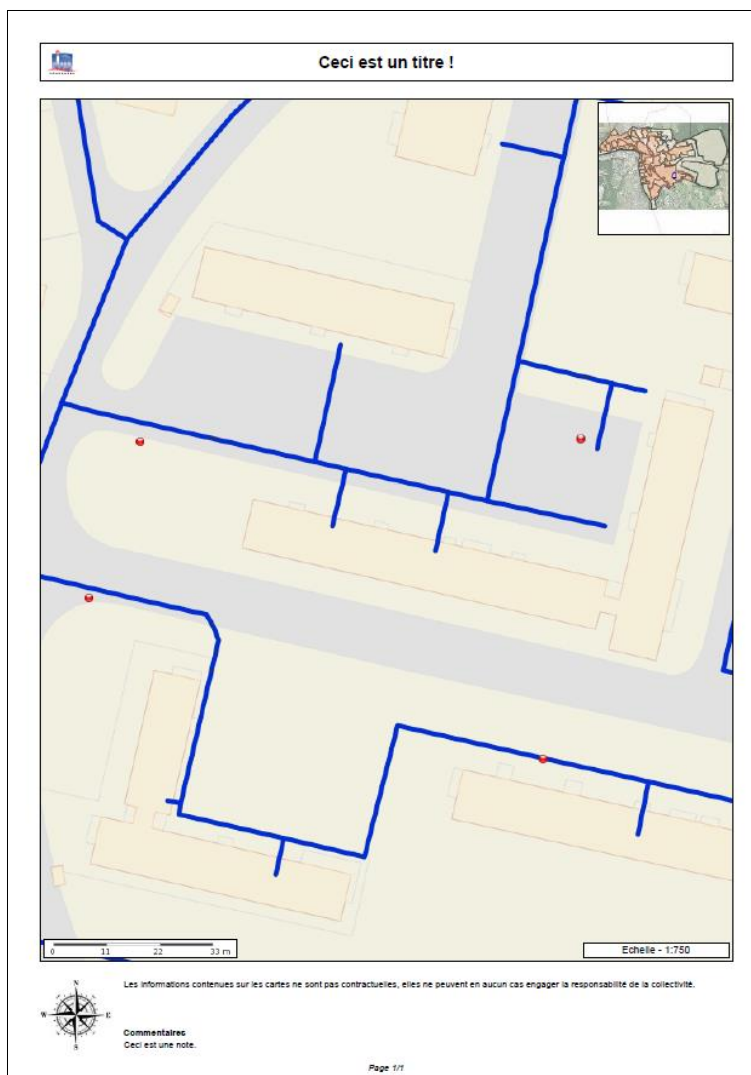 Ceci est un titre !
0 11 22 33 m
Echelle - 1:750
Les informations contenues sur les cartes ne sont pas contractuelles, elles ne peuvent en aucun cas engager la responsabilité de la collectivité.
N
W E
S
Commentaires
Ceci est une note.
Page 1/1